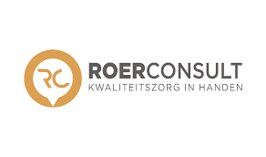 RC
ROERCONSULT
KWALITEITSZORG IN HANDEN